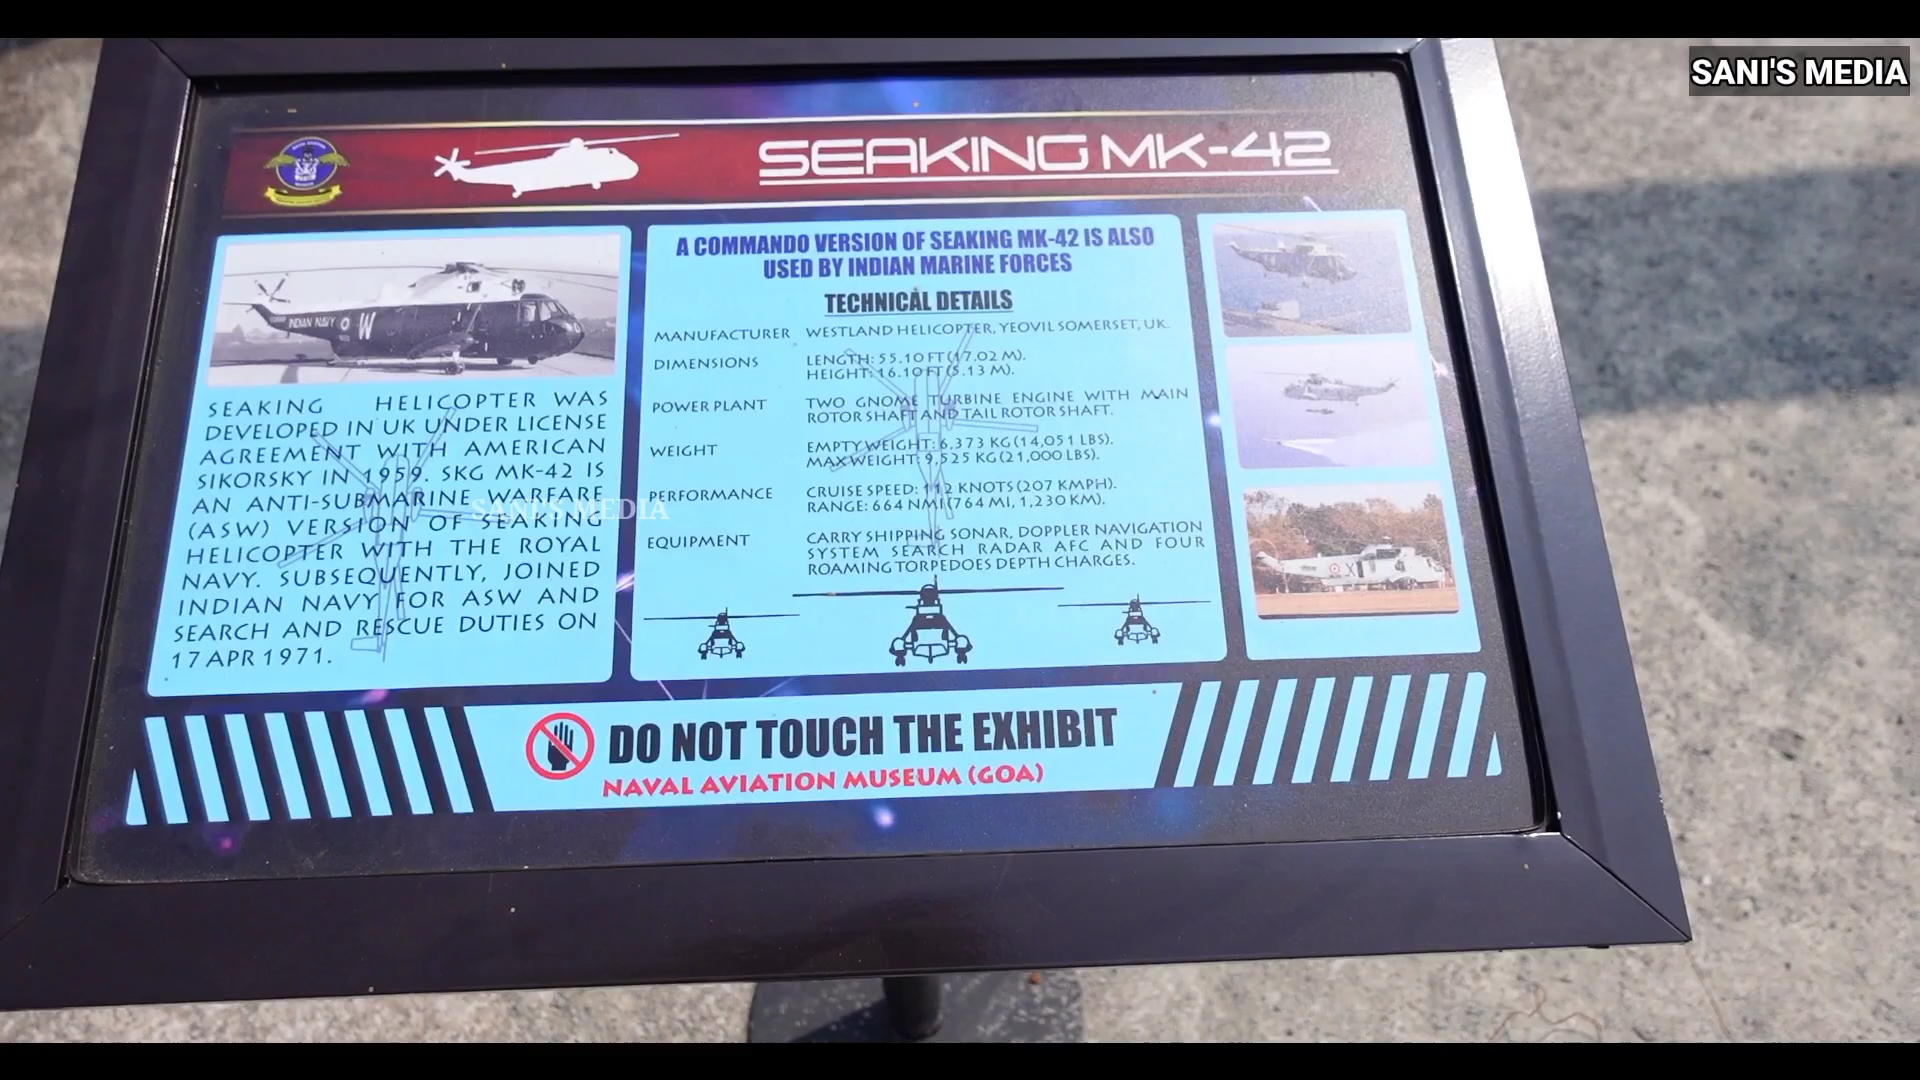 SANI'S MEDIA
SEAKING MK-42
INDIAN NAVY
W
SEAKING HELICOPTER WAS
DEVELOPED IN UK UNDER LICENSE
AGREEMENT WITH AMERICAN
SIKORSKY IN 1959. SKG MK-42 IS
AN ANTI-SUBMARINE WARFARE
(ASW) VERSION OF SEAKING
HELICOPTER WITH THE ROYAL
NAVY. SUBSEQUENTLY, JOINED
INDIAN NAVY FOR ASW AND
SEARCH AND RESCUE DUTIES ON
17 APR 1971.
SANI'S MEDIA
A COMMANDO VERSION OF SEAKING MK-42 IS ALSO
USED BY INDIAN MARINE FORCES
TECHNICAL DETAILS
MANUFACTURER WESTLAND HELICOPTER, YEOVIL SOMERSET, UK.
DIMENSIONS LENGTH: 55.10 FT (17.02 M).
HEIGHT: 16.10 FT (5.13 M).
POWER PLANT TWO GNOME TURBINE ENGINE WITH MAIN
ROTOR SHAFT AND TAIL ROTOR SHAFT.
WEIGHT EMPTY WEIGHT: 6,373 KG (14,051 LBS).
MAX WEIGHT: 9,525 KG (21,000 LBS).
PERFORMANCE CRUISE SPEED: 112 KNOTS (207 KMPH).
RANGE: 664 NMI (764 MI, 1,230 KM).
EQUIPMENT CARRY SHIPPING SONAR, DOPPLER NAVIGATION
SYSTEM SEARCH RADAR AFC AND FOUR
ROAMING TORPEDOES DEPTH CHARGES.
X
DO NOT TOUCH THE EXHIBIT
NAVAL AVIATION MUSEUM (GOA)